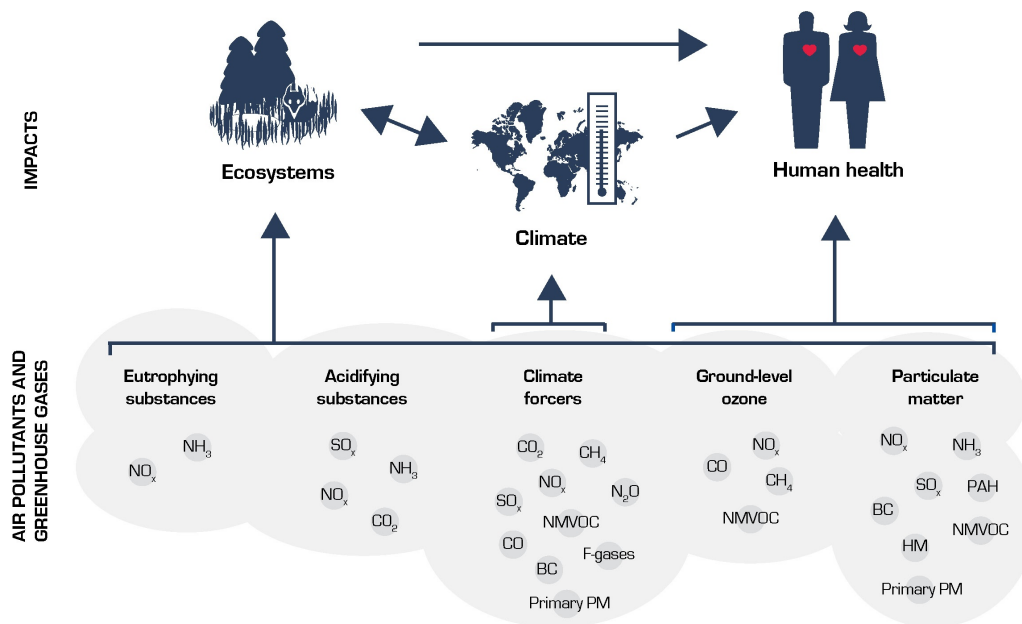 IMPACTS
Ecosystems
Climate
Human health
AIR POLLUTANTS AND
GREENHOUSE GASES
Eutrophying
substances
NH₃
NOₓ
Acidifying
substances
SOₓ
NH₃
NOₓ
CO₂
Climate
forcers
CO₂
CH₄
NOₓ
N₂O
SOₓ
NMVOC
CO
F-gases
BC
Primary PM
Ground-level
ozone
NOₓ
CO
CH₄
NMVOC
Particulate
matter
NOₓ
NH₃
SOₓ
PAH
BC
NMVOC
HM
Primary PM